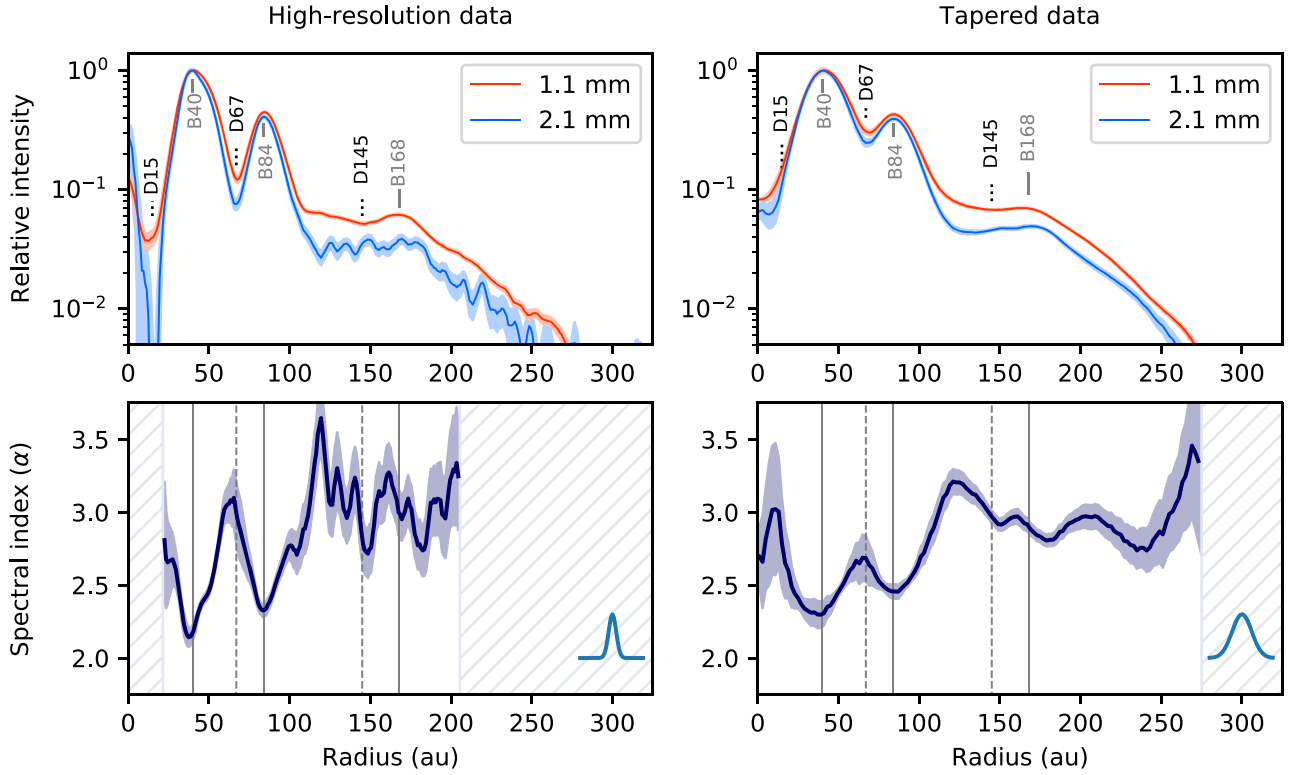 High-resolution data
Tapered data
Relative intensity
10⁰
10⁻¹
10⁻²
D15
B40
D67
B84
D145
B168
1.1 mm
2.1 mm
0 50 100 150 200 250 300
10⁰
10⁻¹
10⁻²
D15
B40
D67
B84
D145
B168
1.1 mm
2.1 mm
0 50 100 150 200 250 300
Spectral index (α)
3.5
3.0
2.5
2.0
0 50 100 150 200 250 300
Radius (au)
3.5
3.0
2.5
2.0
0 50 100 150 200 250 300
Radius (au)